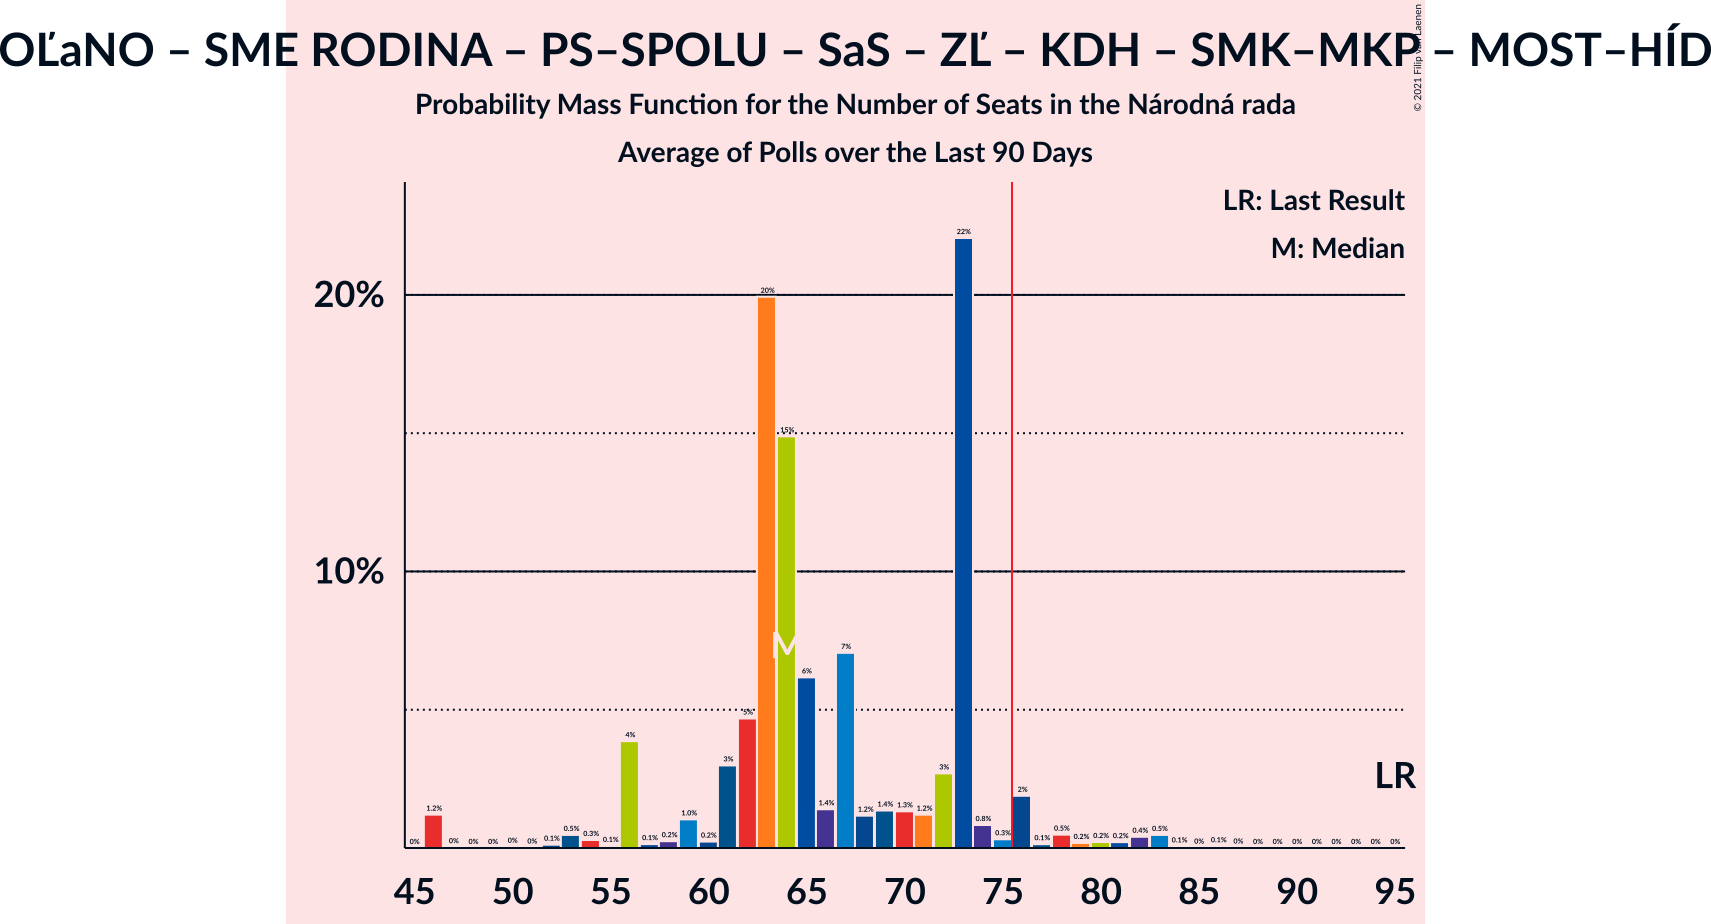 OĽaNO – SME RODINA – PS–SPOLU – SaS – ZĽ – KDH – SMK–MKP – MOST–HÍD
Probability Mass Function for the Number of Seats in the Národná rada
Average of Polls over the Last 90 Days
© 2021 Filip van Laenen
LR: Last Result
M: Median
20%
10%
0% 1.2% 0% 0% 0% 0% 0% 0.1% 0.5% 0.3% 0.1% 4% 0.1% 0.2% 1.0% 0.2% 3% 5% 20% 15% 6% 1.4% 7% 1.2% 1.4% 1.3% 1.2% 3% 22% 0.8% 0.3% 2% 0.1% 0.5% 0.2% 0.2% 0.2% 0.4% 0.5% 0.1% 0% 0.1% 0% 0% 0% 0% 0% 0% 0% 0% 0%
M
LR
45 50 55 60 65 70 75 80 85 90 95